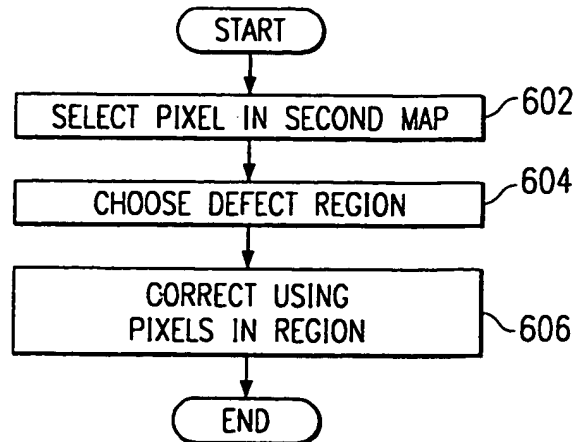 START
SELECT PIXEL IN SECOND MAP
602
CHOOSE DEFECT REGION
604
CORRECT USING
PIXELS IN REGION
606
END